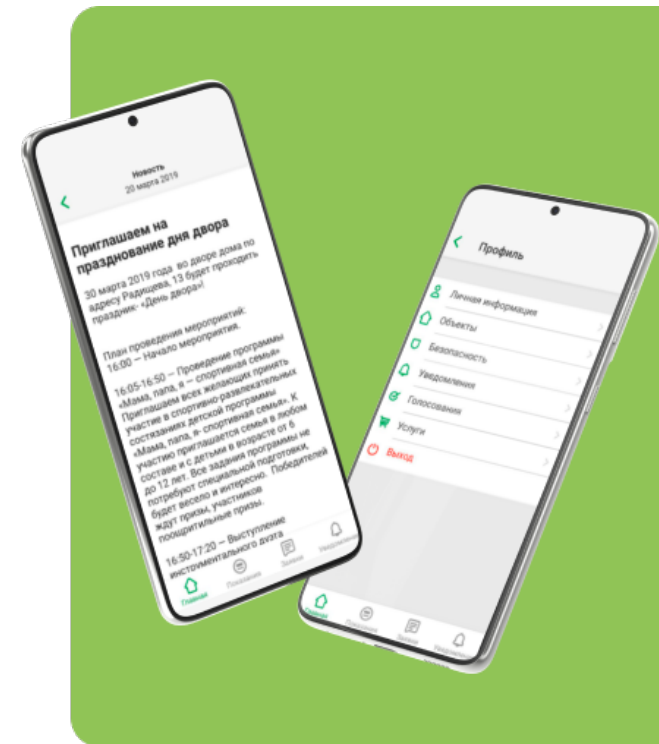 Новость
20 марта 2019
Приглашаем на
празднование дня двора
30 марта 2019 года во дворе дома по
адресу Радищева, 13 будет проходить
праздник- «День двора»!
План проведения мероприятий:
16:00 — Начало мероприятия.
16:05-16:50 — Проведение программы
«Мама, папа, я — спортивная семья».
Приглашаем всех желающих принять
участие в спортивно-развлекательных
состязаниях детской программы
«Мама, папа, я- спортивная семья». К
участию приглашается семья в любом
составе и с детьми в возрасте от 6
до 12 лет. Все задания программы не
потребуют специальной подготовки,
будет весело и интересно. Победителей
ждут призы, участников
поощрительные призы.
16:50-17:20 — Выступление
инструментального дуэта
Главная
Показания
Заявки
Уведомления
Профиль
Личная информация
Объекты
Безопасность
Уведомления
Голосования
Услуги
Выход
Главная
Показания
Заявки
Уведомления